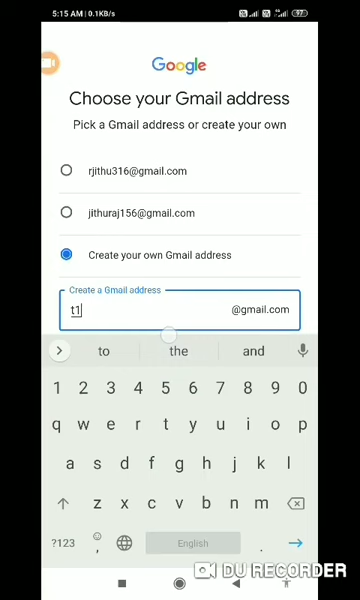 5:15 AM | 0.1KB/s
97
Google
Choose your Gmail address
Pick a Gmail address or create your own
rjithu316@gmail.com
jithuraj156@gmail.com
Create your own Gmail address
Create a Gmail address
t1 @gmail.com
to the and
1 2 3 4 5 6 7 8 9 0
q w e r t y u i o p
a s d f g h j k l
z x c v b n m
?123 , English .
DU RECORDER